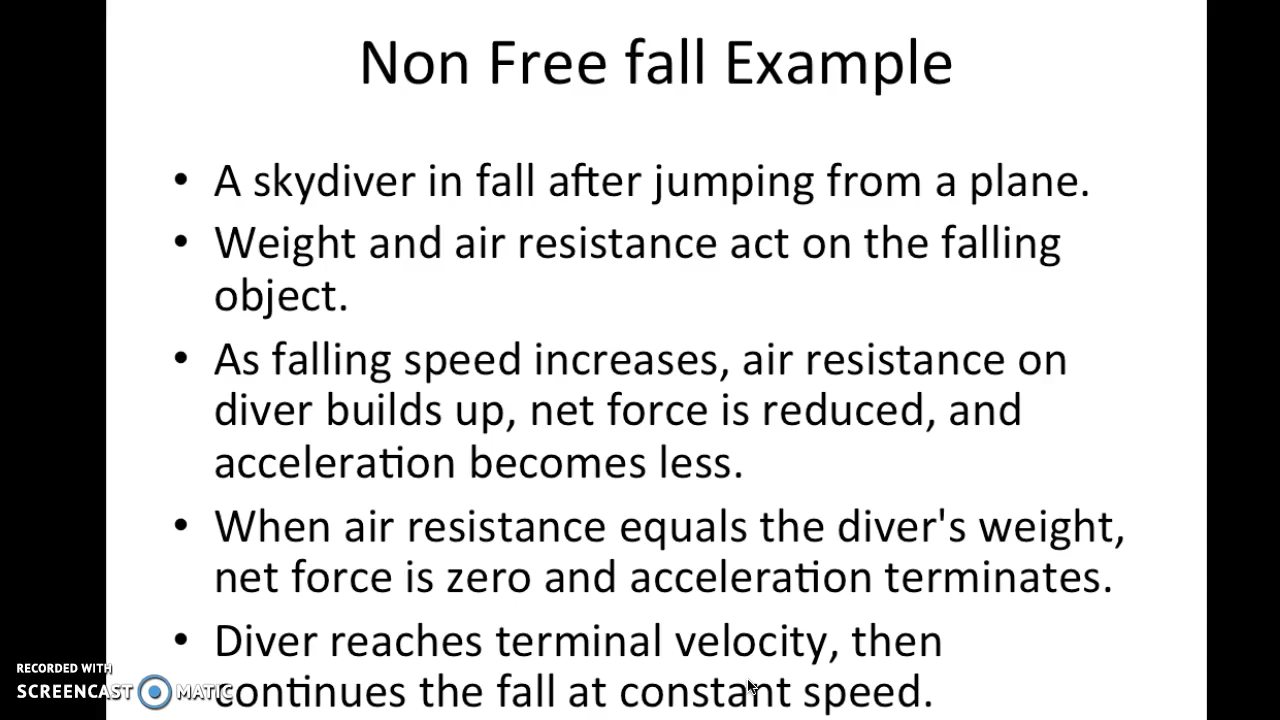 Non Free fall Example
• A skydiver in fall after jumping from a plane.
• Weight and air resistance act on the falling
object.
• As falling speed increases, air resistance on
diver builds up, net force is reduced, and
acceleration becomes less.
• When air resistance equals the diver's weight,
net force is zero and acceleration terminates.
• Diver reaches terminal velocity, then
continues the fall at constant speed.
RECORDED WITH
SCREENCAST MATIC